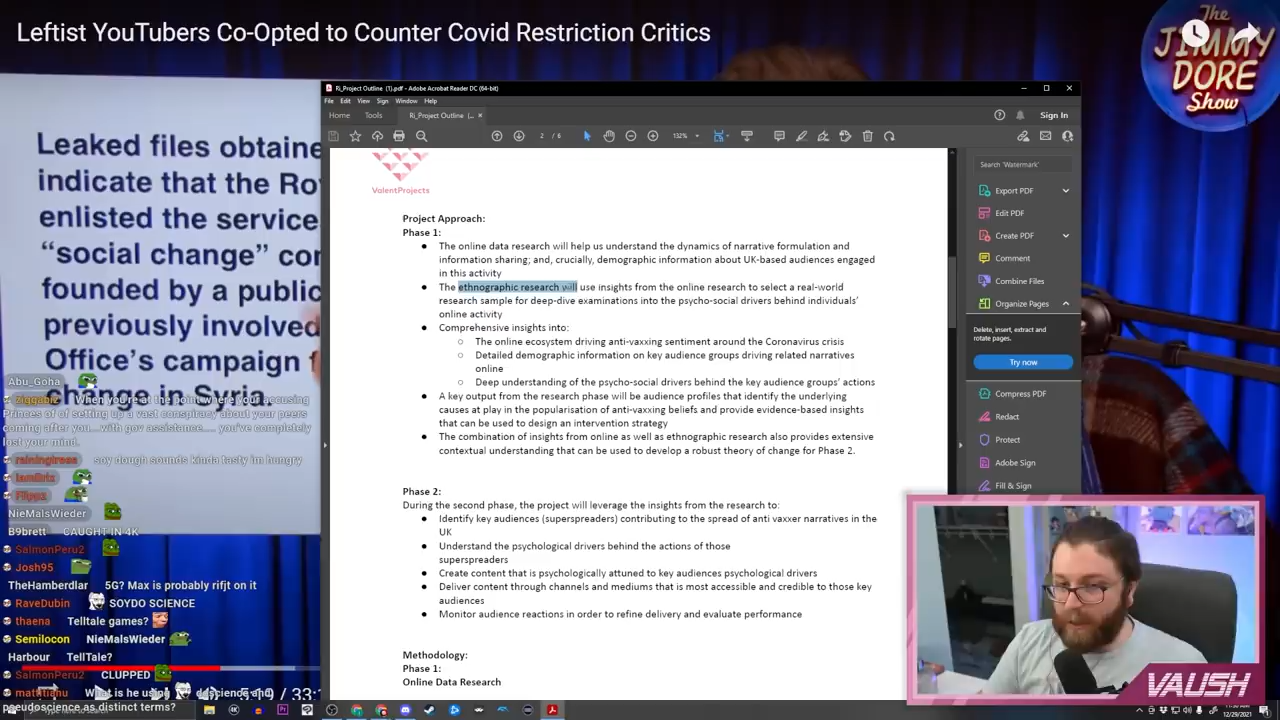 Leftist YouTubers Co-Opted to Counter Covid Restriction Critics
The
JIMMY
DORE
Show
Leaked files obtaine
indicate that the Ro
enlisted the service
"social change" cor
founded by a public
previously involved
Office's campaign
change in Syria.
Ri_Project Outline (1).pdf - Adobe Acrobat Reader DC (64-bit)
File Edit View Sign Window Help
Home Tools Ri_Project Outline (... ×
Sign In
2 / 6
132%
VolentProjects
Project Approach:
Phase 1:
● The online data research will help us understand the dynamics of narrative formulation and
information sharing; and, crucially, demographic information about UK-based audiences engaged
in this activity
● The ethnographic research will use insights from the online research to select a real-world
research sample for deep-dive examinations into the psycho-social drivers behind individuals'
online activity
● Comprehensive insights into:
○ The online ecosystem driving anti-vaxxing sentiment around the Coronavirus crisis
○ Detailed demographic information on key audience groups driving related narratives
online
○ Deep understanding of the psycho-social drivers behind the key audience groups' actions
● A key output from the research phase will be audience profiles that identify the underlying
causes at play in the popularisation of anti-vaxxing beliefs and provide evidence-based insights
that can be used to design an intervention strategy
● The combination of insights from online as well as ethnographic research also provides extensive
contextual understanding that can be used to develop a robust theory of change for Phase 2.
Phase 2:
During the second phase, the project will leverage the insights from the research to:
● Identify key audiences (superspreaders) contributing to the spread of anti vaxxer narratives in the
UK
● Understand the psychological drivers behind the actions of those
superspreaders
● Create content that is psychologically attuned to key audiences psychological drivers
● Deliver content through channels and mediums that is most accessible and credible to those key
audiences
● Monitor audience reactions in order to refine delivery and evaluate performance
Methodology:
Phase 1:
Online Data Research
Search 'Watermark'
Export PDF
Edit PDF
Create PDF
Comment
Combine Files
Organize Pages
Delete, insert, extract and
rotate pages.
Try now
Compress PDF
Redact
Protect
Adobe Sign
Fill & Sign
Abu_Goha
ziggabiz When you're at the point where your accusing
Princes of of setting up a vast conspiracy about your peers
coming after you...with gov assistance.... you've completely
lost your mind.
rainingtrees soy dough sounds kinda tasty im hungry
IamBriz
Flippz
NieMalsWieder
B9brett CAUGHT IN 4K
SalmonPeru2
Josh95
TheHamberdlar 5G? Max is probably rifjt on it
RaveDubin SOYDO SCIENCE
thaena Telltale games?
Semilocon NieMalsWieder
Harbour TellTale?
SalmonPeru2 CLUPPED
mattmanu What is he using descience and
pseudoscience as distinct terms?
VAUSH
12/29/2021